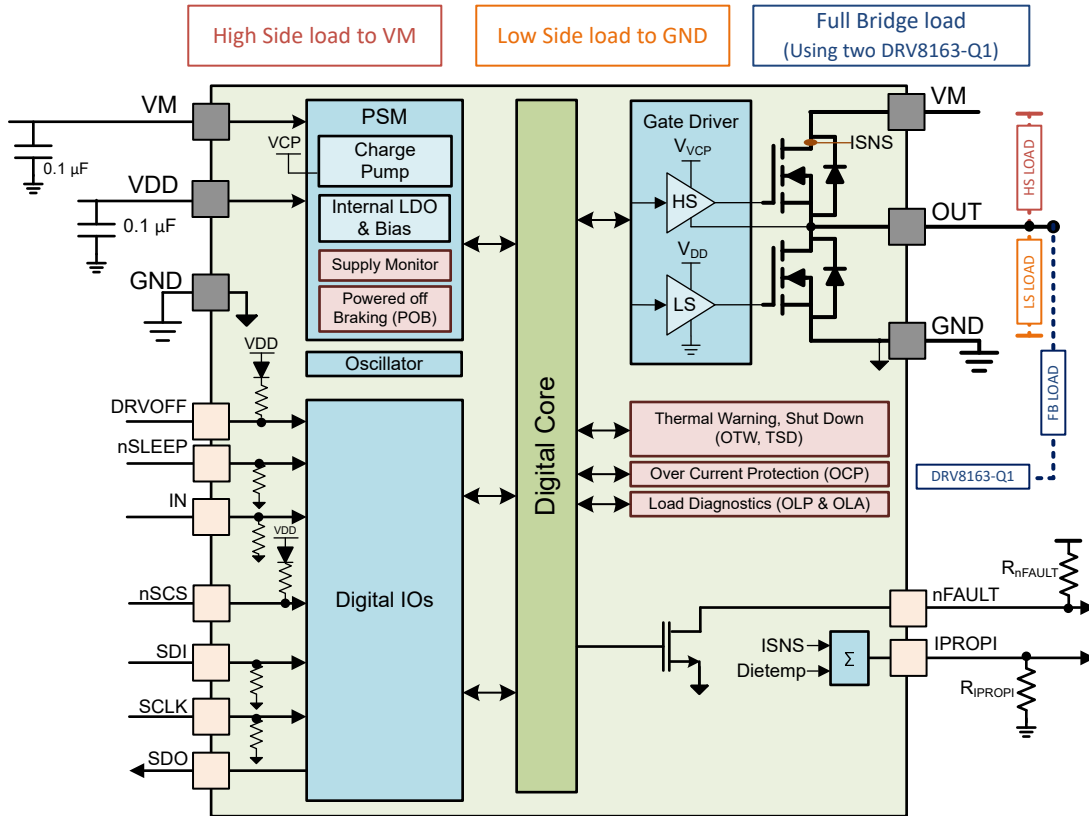 High Side load to VM
Low Side load to GND
Full Bridge load
(Using two DRV8163-Q1)
VM
0.1 µF
VDD
0.1 µF
GND
PSM
VCP
Charge
Pump
Internal LDO
& Bias
Supply Monitor
Powered off
Braking (POB)
Oscillator
VDD
DRVOFF
nSLEEP
IN
VDD
nSCS
SDI
SCLK
SDO
Digital IOs
Digital Core
Gate Driver
VVCP
HS
VDD
LS
ISNS
VM
OUT
GND
HS LOAD
LS LOAD
FB LOAD
DRV8163-Q1
Thermal Warning, Shut Down
(OTW, TSD)
Over Current Protection (OCP)
Load Diagnostics (OLP & OLA)
RnFAULT
nFAULT
ISNS
Dietemp
Σ
IPROPI
RIPROPI